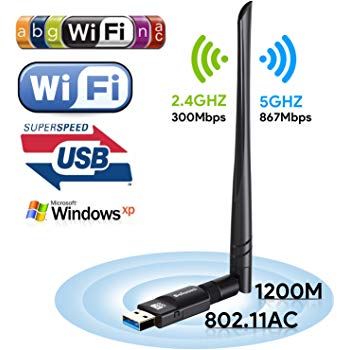 a b g WiFi n ac
2.4GHZ
300Mbps
5GHZ
867Mbps
WiFi
SUPERSPEED
USB
Microsoft
Windows xp
1200M
802.11AC